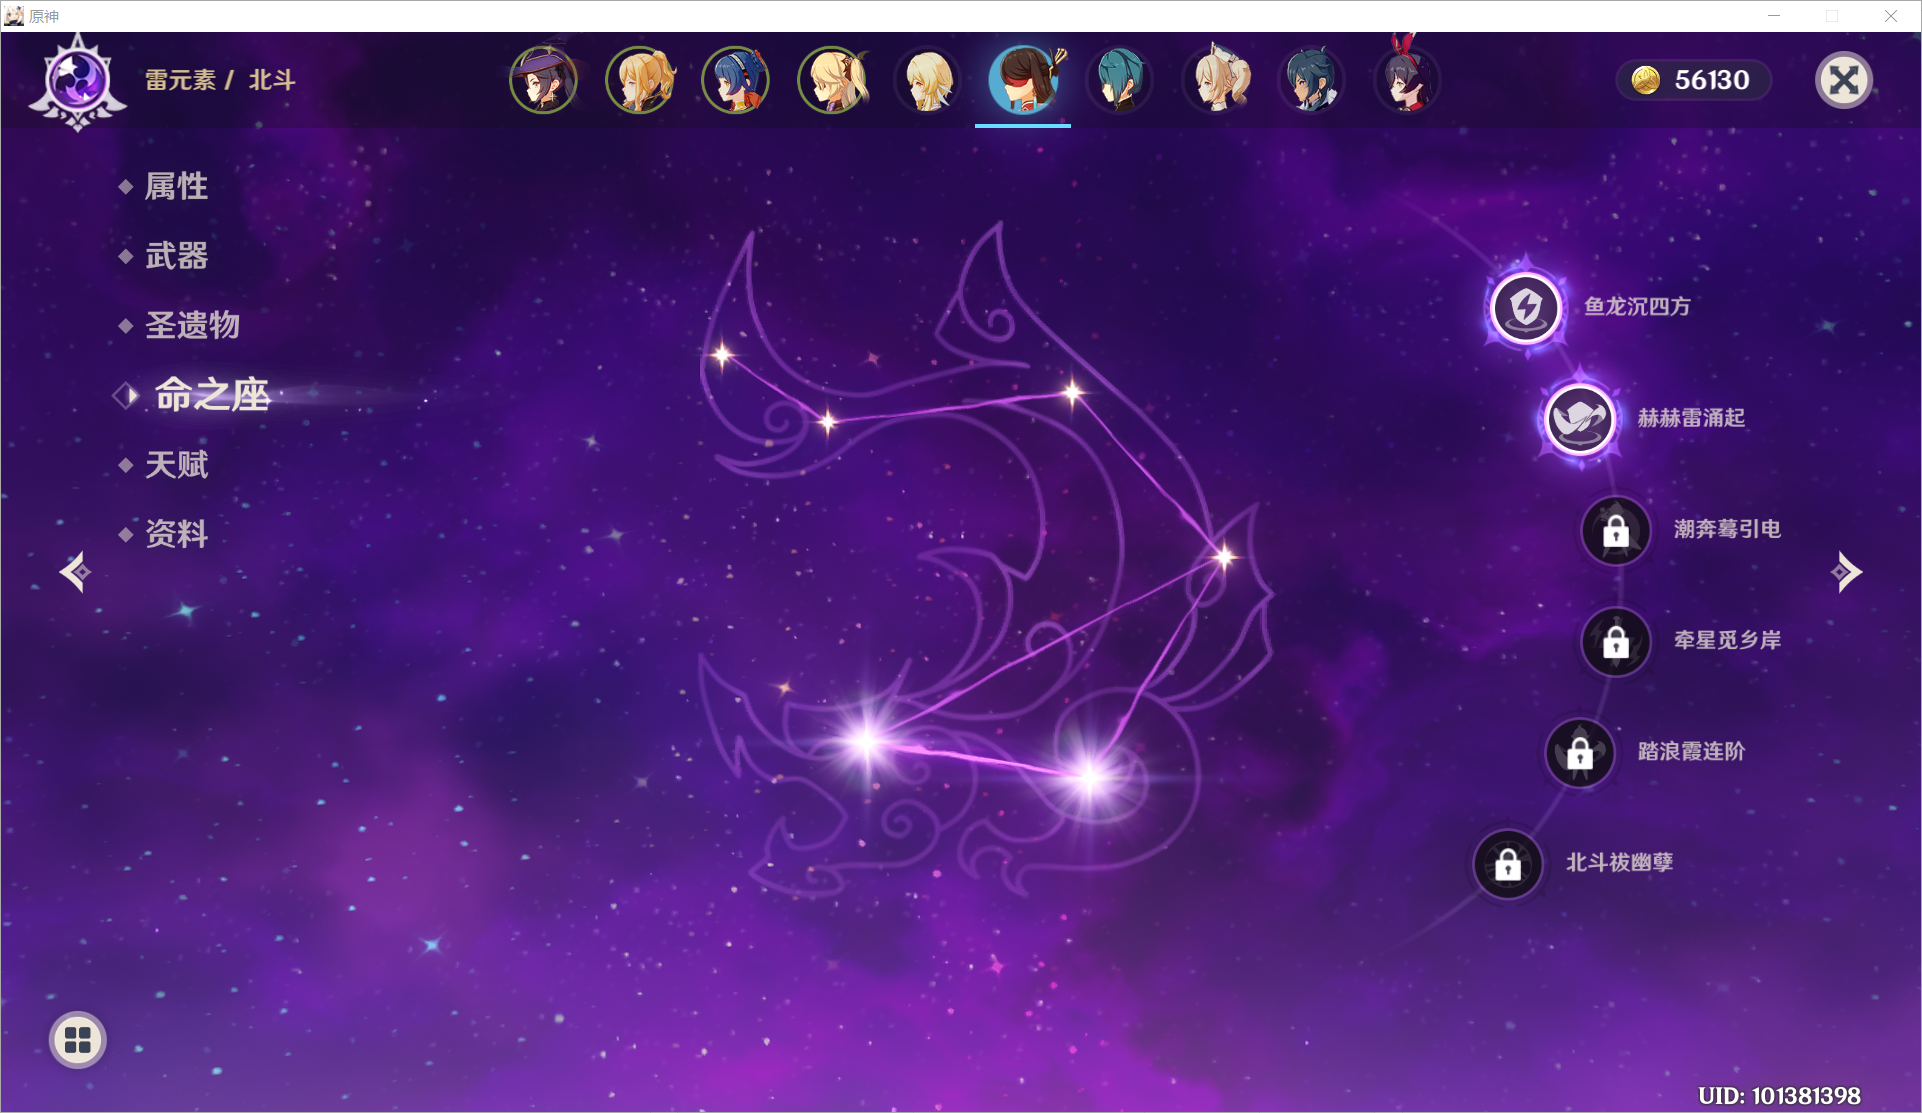 原神
雷元素 / 北斗
56130
属性
武器
圣遗物
命之座
天赋
资料
鱼龙沉四方
赫赫雷涌起
潮奔蓦引电
牵星觅乡岸
踏浪霞连阶
北斗祓幽孽
UID: 101381398